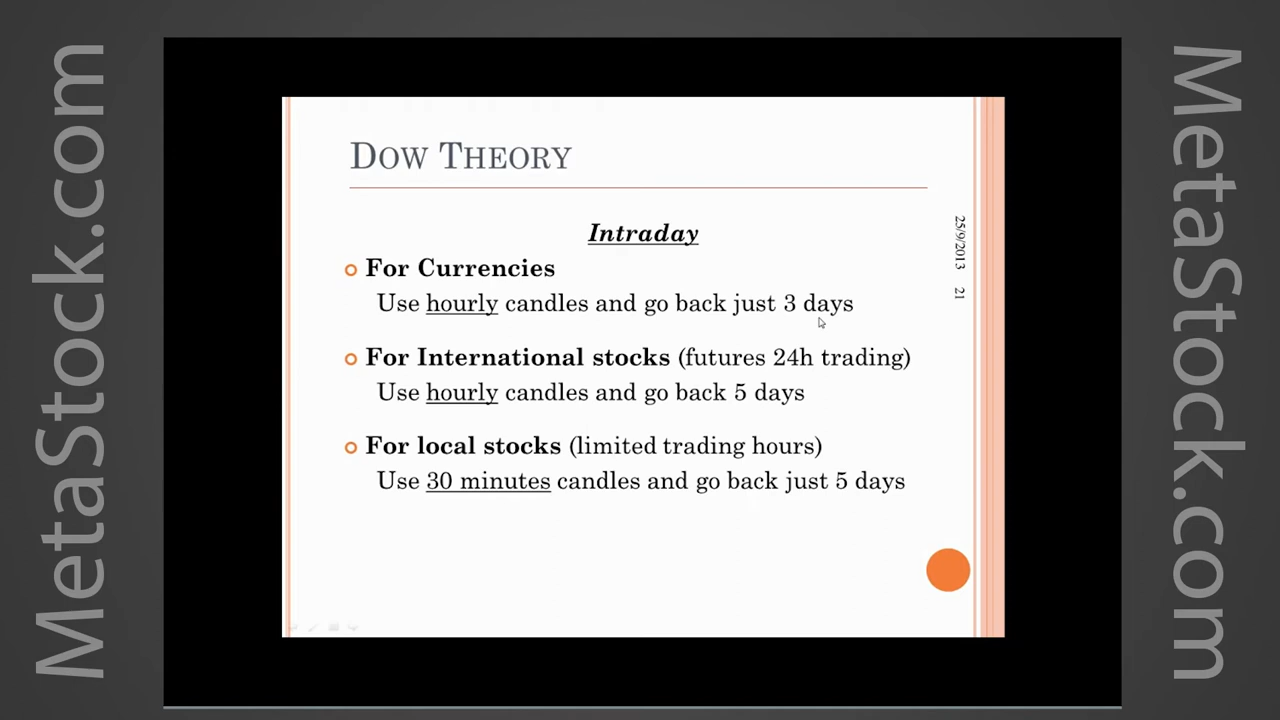 MetaStock.com
DOW THEORY
25/9/2013 21
Intraday
For Currencies
Use hourly candles and go back just 3 days
For International stocks (futures 24h trading)
Use hourly candles and go back 5 days
For local stocks (limited trading hours)
Use 30 minutes candles and go back just 5 days
MetaStock.com